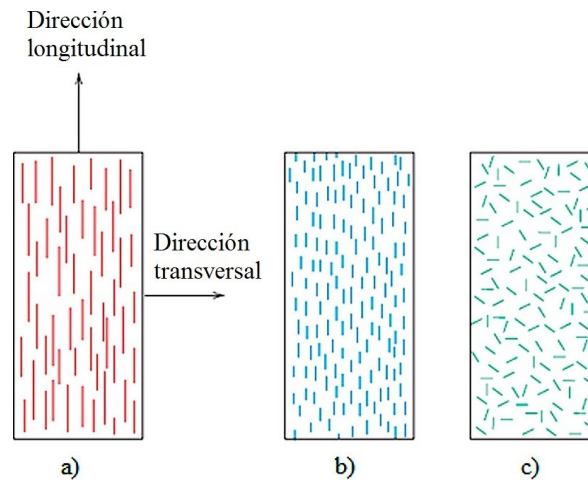 Dirección
longitudinal
Dirección
transversal
a)
b)
c)